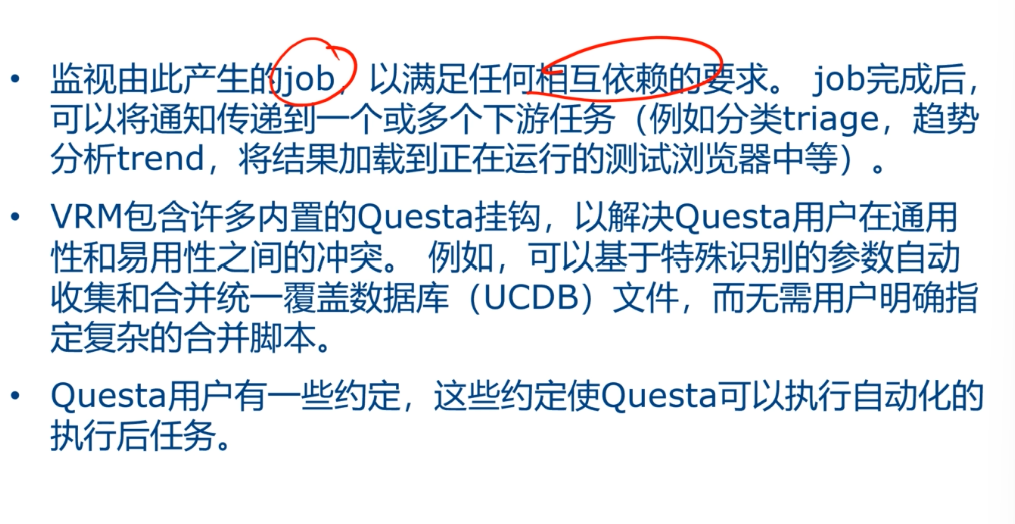 • 监视由此产生的job，以满足任何相互依赖的要求。 job完成后，
可以将通知传递到一个或多个下游任务（例如分类triage，趋势
分析trend，将结果加载到正在运行的测试浏览器中等）。
• VRM包含许多内置的Questa挂钩，以解决Questa用户在通用
性和易用性之间的冲突。 例如，可以基于特殊识别的参数自动
收集和合并统一覆盖数据库（UCDB）文件，而无需用户明确指
定复杂的合并脚本。
• Questa用户有一些约定，这些约定使Questa可以执行自动化的
执行后任务。